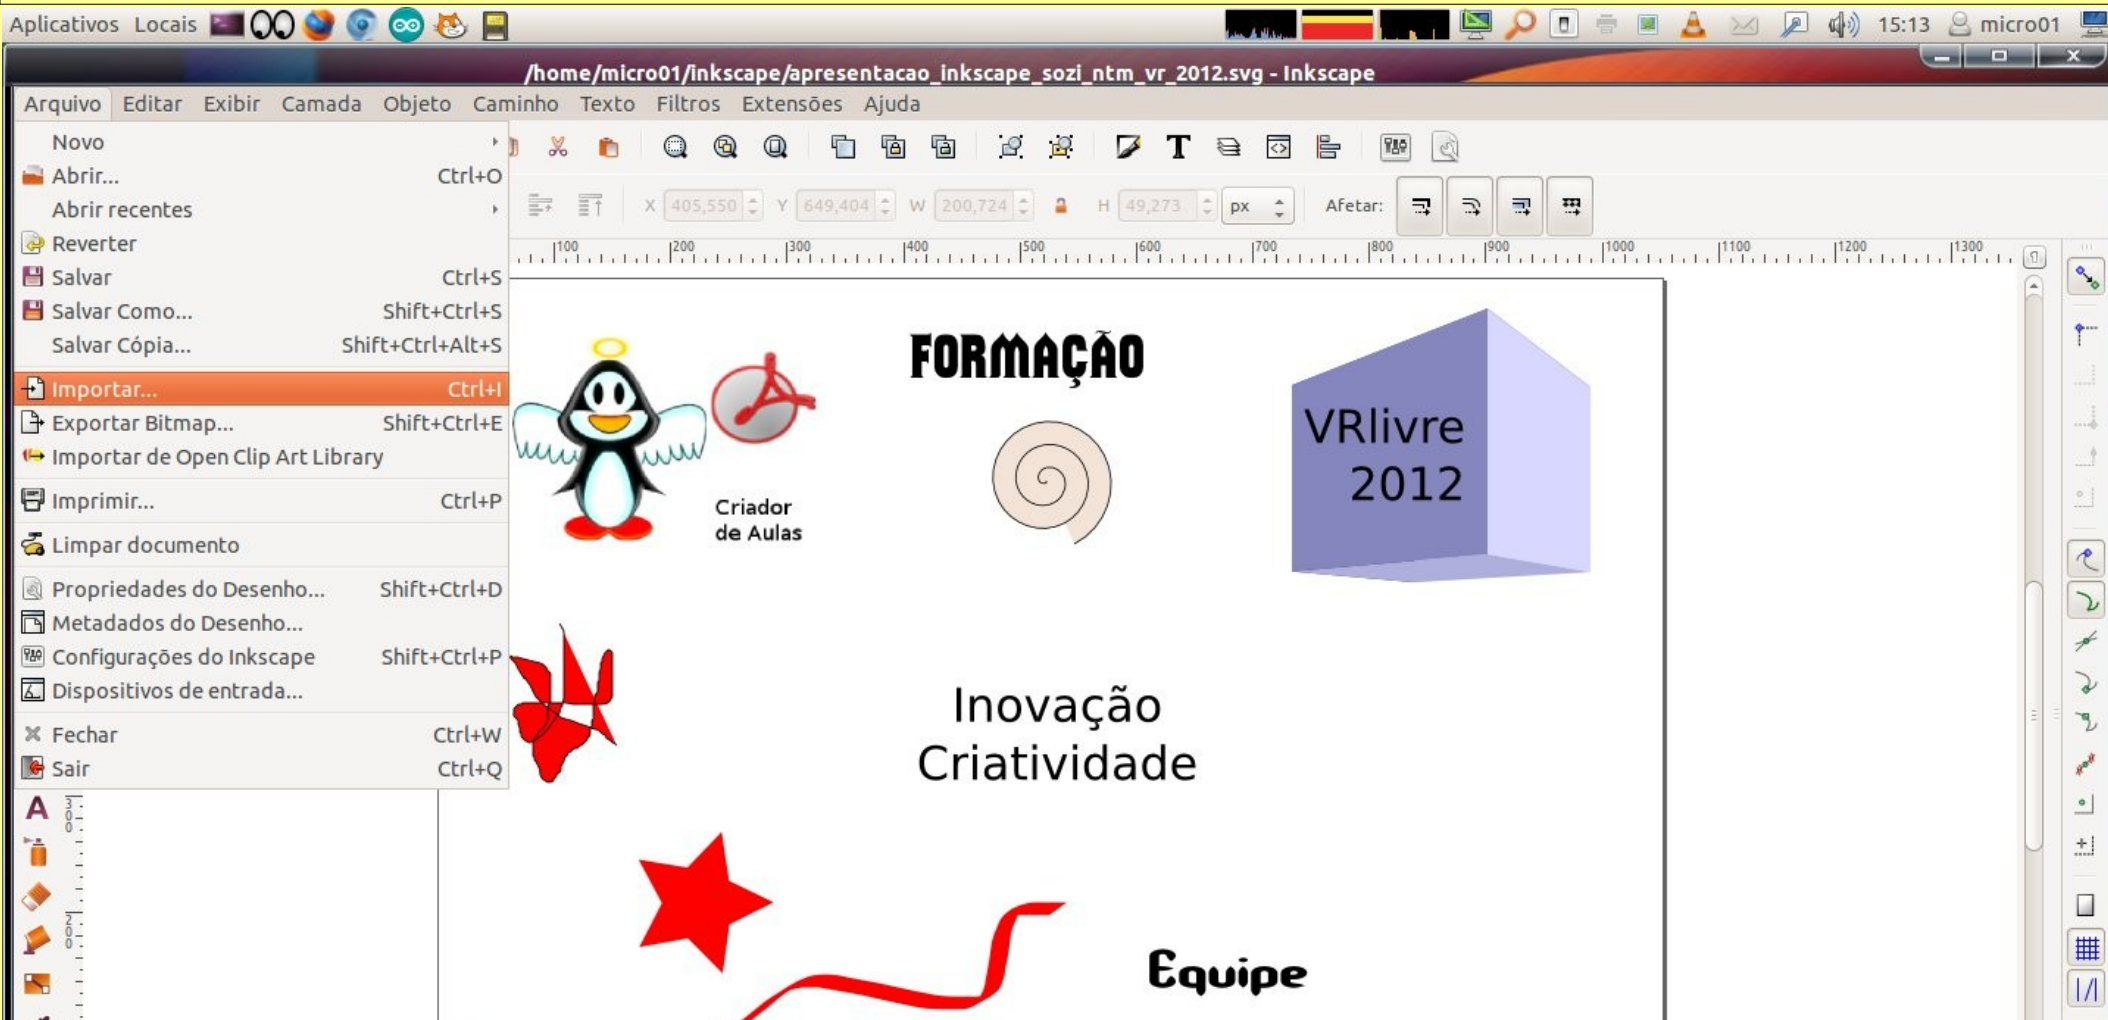 Aplicativos Locais 15:13 micro01
/home/micro01/inkscape/apresentacao_inkscape_sozi_ntm_vr_2012.svg - Inkscape
Arquivo Editar Exibir Camada Objeto Caminho Texto Filtros Extensões Ajuda
Novo
Abrir... Ctrl+O
Abrir recentes
Reverter
Salvar Ctrl+S
Salvar Como... Shift+Ctrl+S
Salvar Cópia... Shift+Ctrl+Alt+S
Importar... Ctrl+I
Exportar Bitmap... Shift+Ctrl+E
Importar de Open Clip Art Library
Imprimir... Ctrl+P
Limpar documento
Propriedades do Desenho... Shift+Ctrl+D
Metadados do Desenho...
Configurações do Inkscape Shift+Ctrl+P
Dispositivos de entrada...
Fechar Ctrl+W
Sair Ctrl+Q
X 405,550 Y 649,404 W 200,724 H 49,273 px Afetar:
100 200 300 400 500 600 700 800 900 1000 1100 1200 1300
FORMAÇÃO
VRlivre
2012
Criador
de Aulas
Inovação
Criatividade
Equipe
300
200